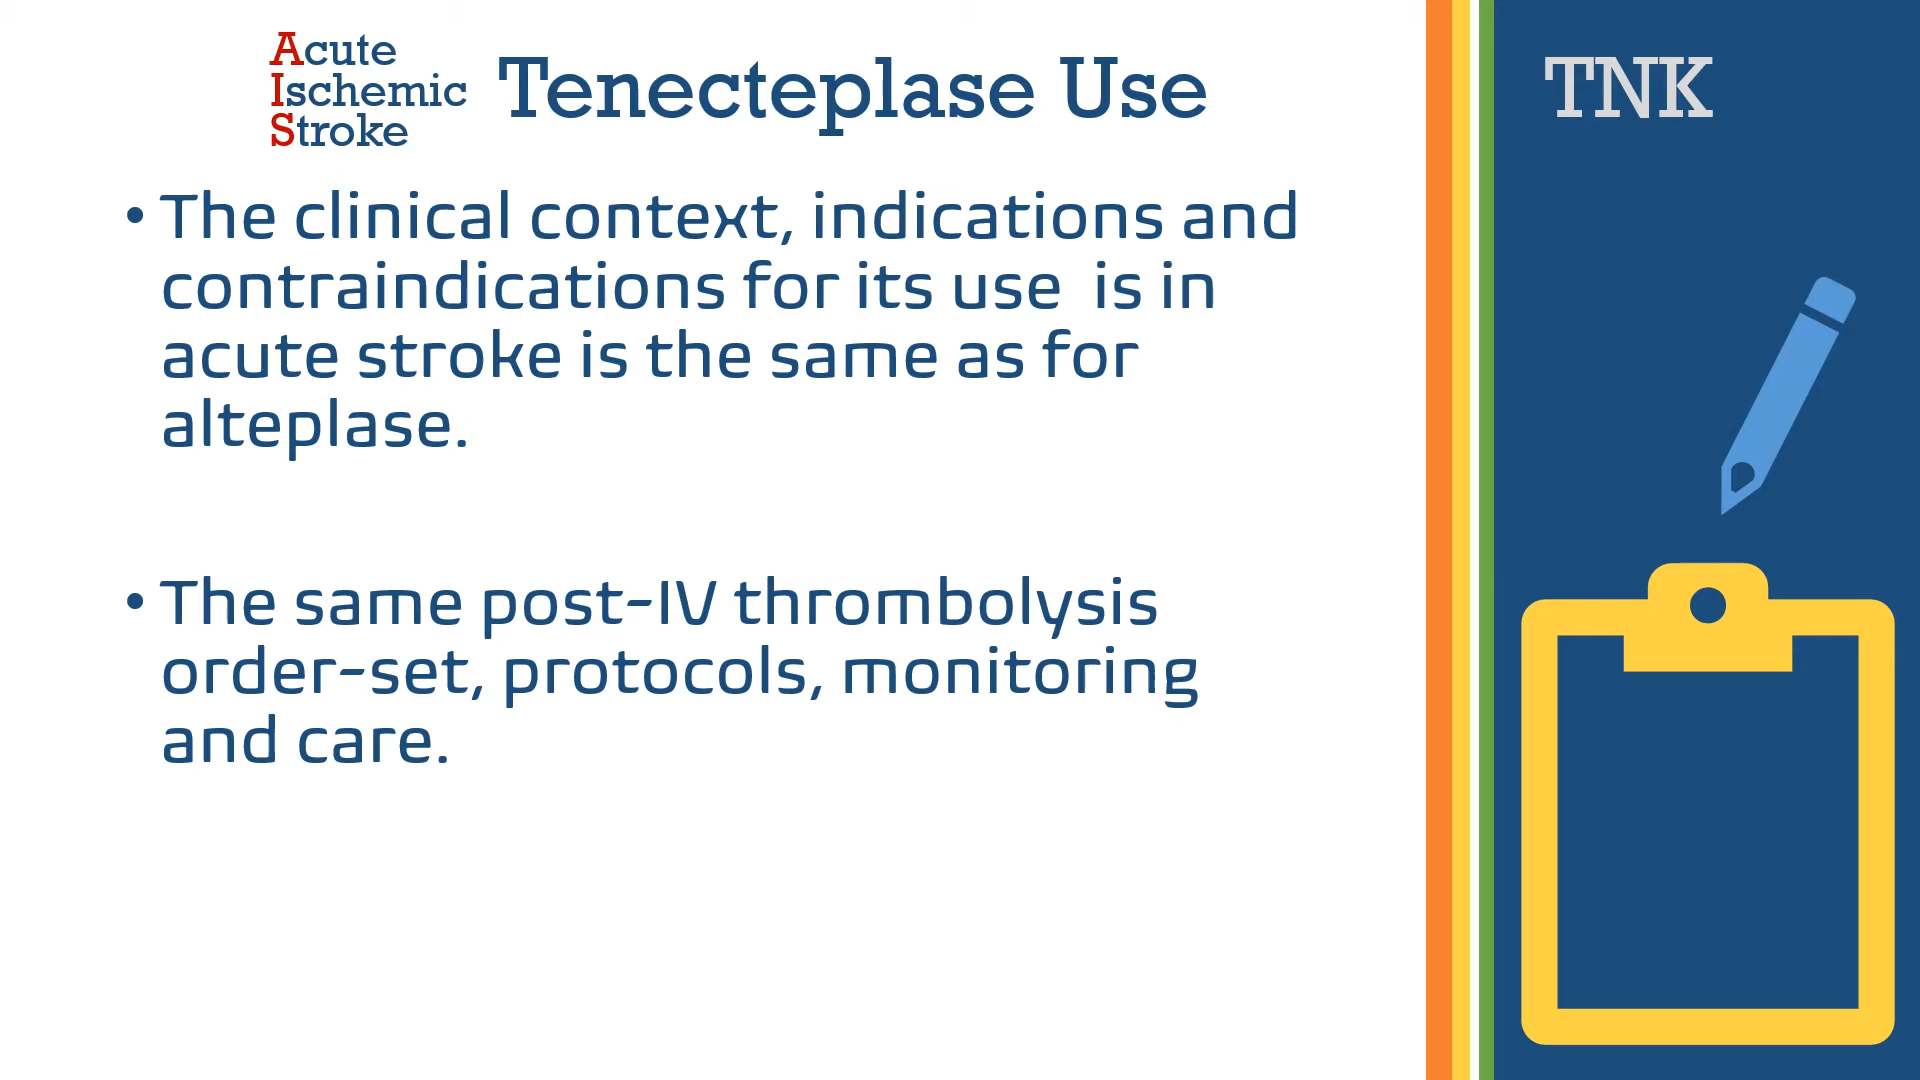 Acute
Ischemic
Stroke
Tenecteplase Use
TNK
• The clinical context, indications and
contraindications for its use  is in
acute stroke is the same as for
alteplase.
• The same post-IV thrombolysis
order-set, protocols, monitoring
and care.